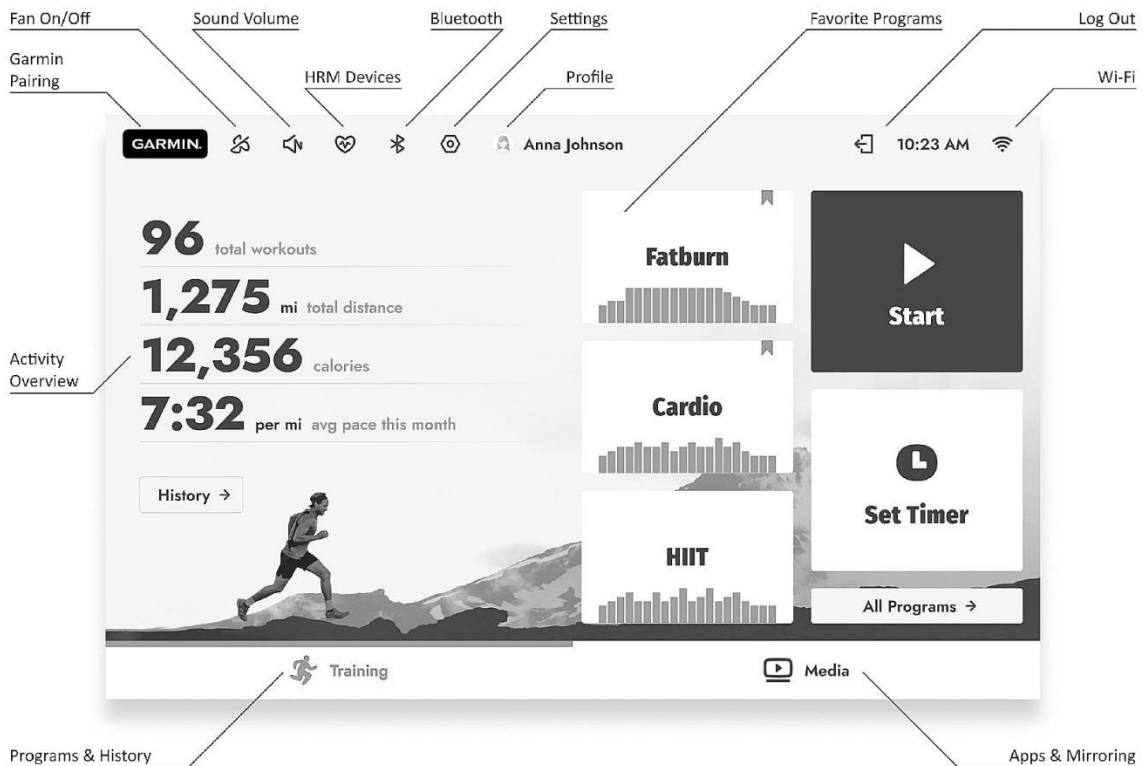 Fan On/Off
Sound Volume
Bluetooth
Settings
Favorite Programs
Log Out
Garmin
Pairing
HRM Devices
Profile
Wi-Fi
GARMIN.
Anna Johnson
10:23 AM
96 total workouts
1,275 mi total distance
12,356 calories
7:32 per mi avg pace this month
History →
Activity
Overview
Fatburn
Cardio
HIIT
Start
Set Timer
All Programs →
Training
Media
Programs & History
Apps & Mirroring